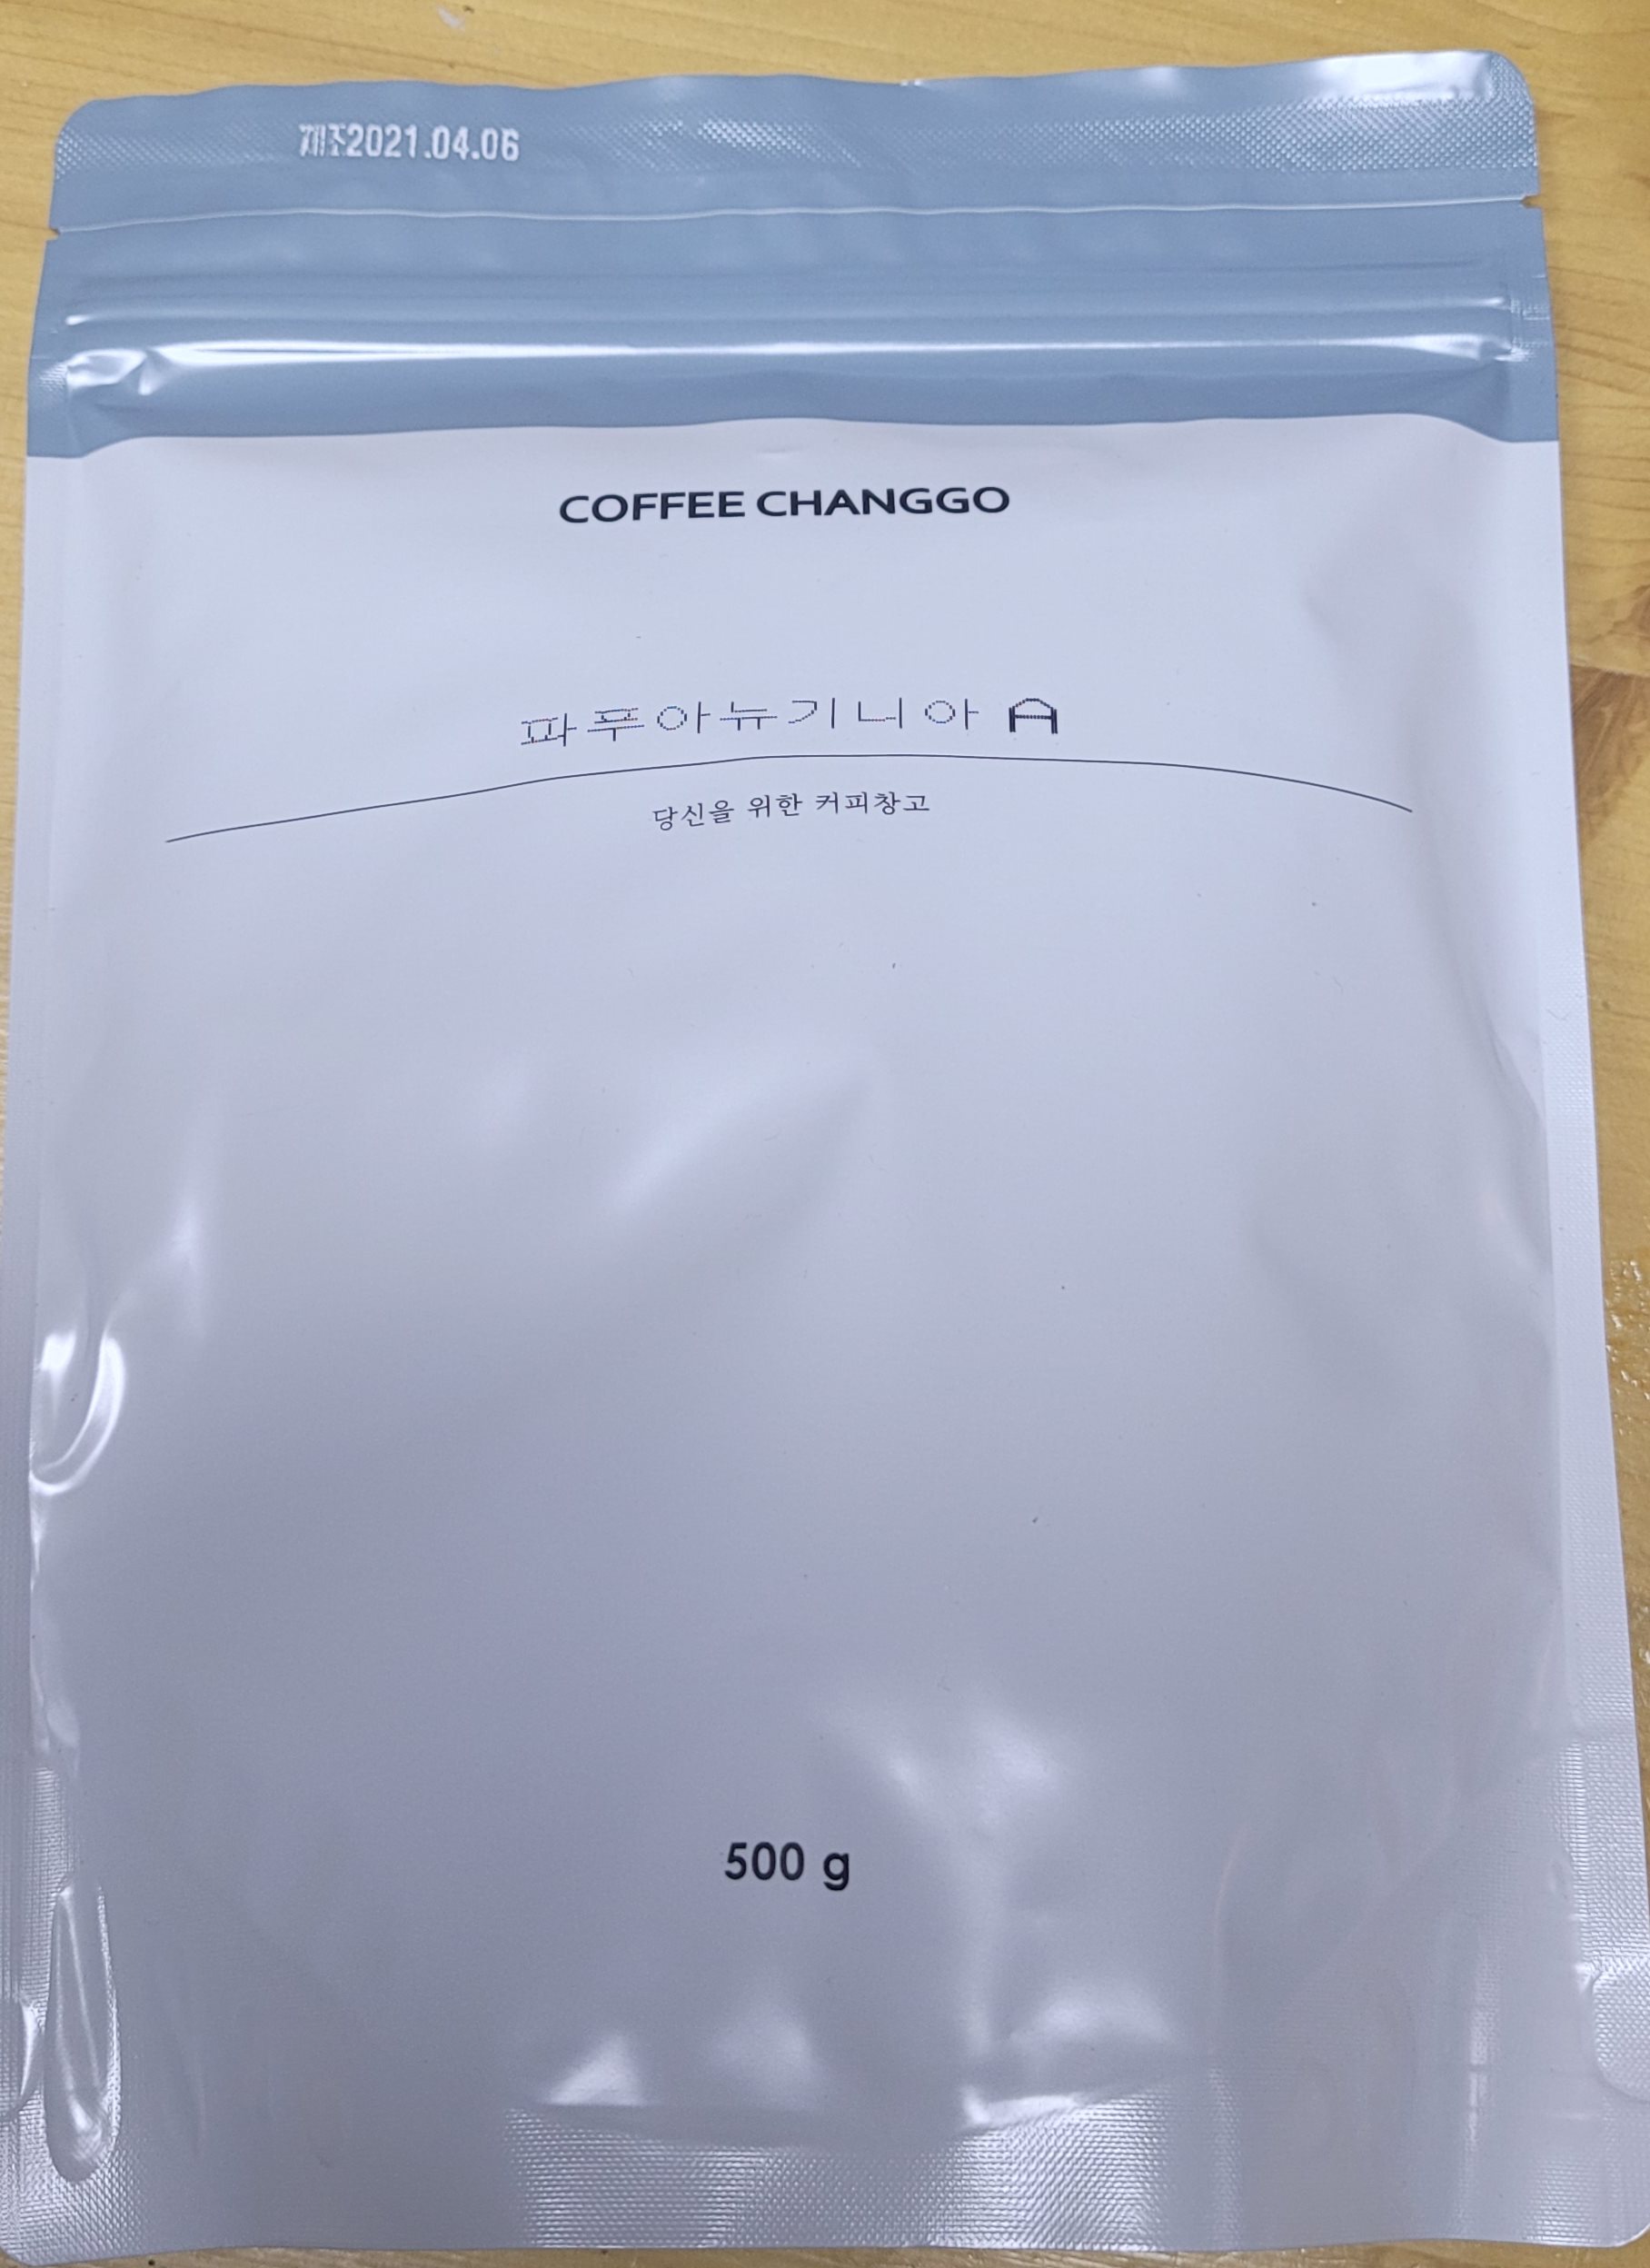 제조2021.04.06
COFFEE CHANGGO
파푸아뉴기니아 A
당신을 위한 커피창고
500 g